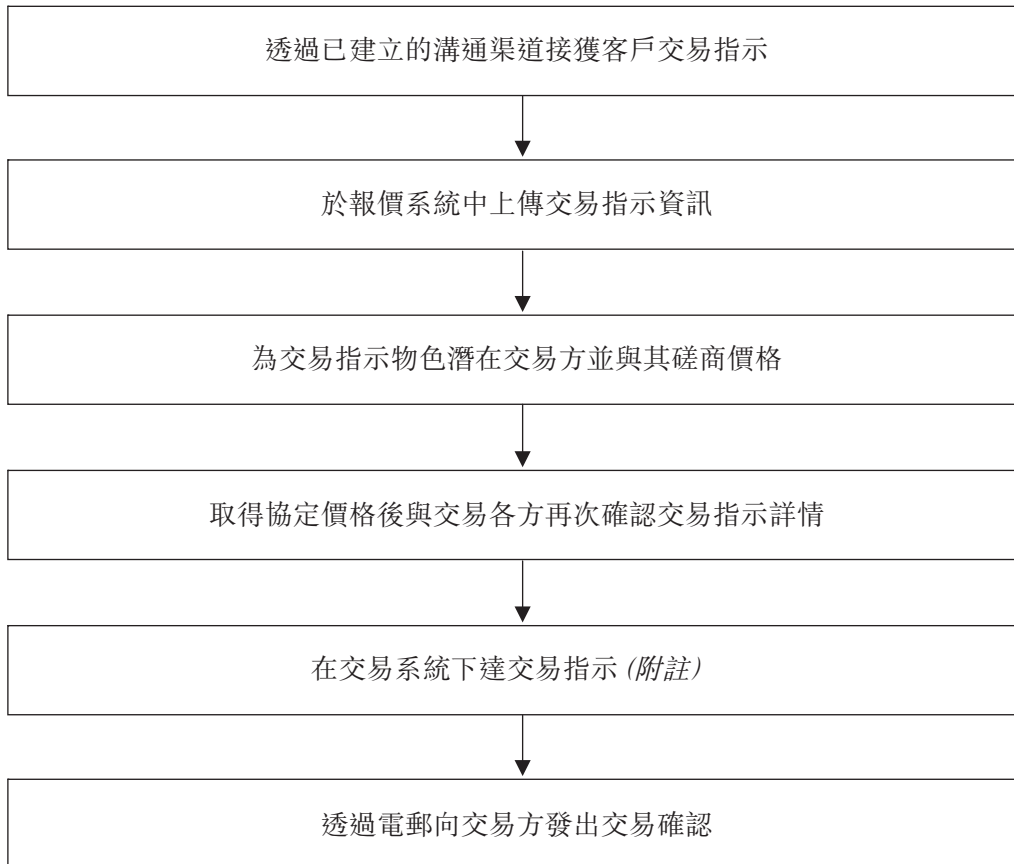 透過已建立的溝通渠道接獲客戶交易指示
於報價系統中上傳交易指示資訊
為交易指示物色潛在交易方並與其磋商價格
取得協定價格後與交易各方再次確認交易指示詳情
在交易系統下達交易指示(附註)
透過電郵向交易方發出交易確認